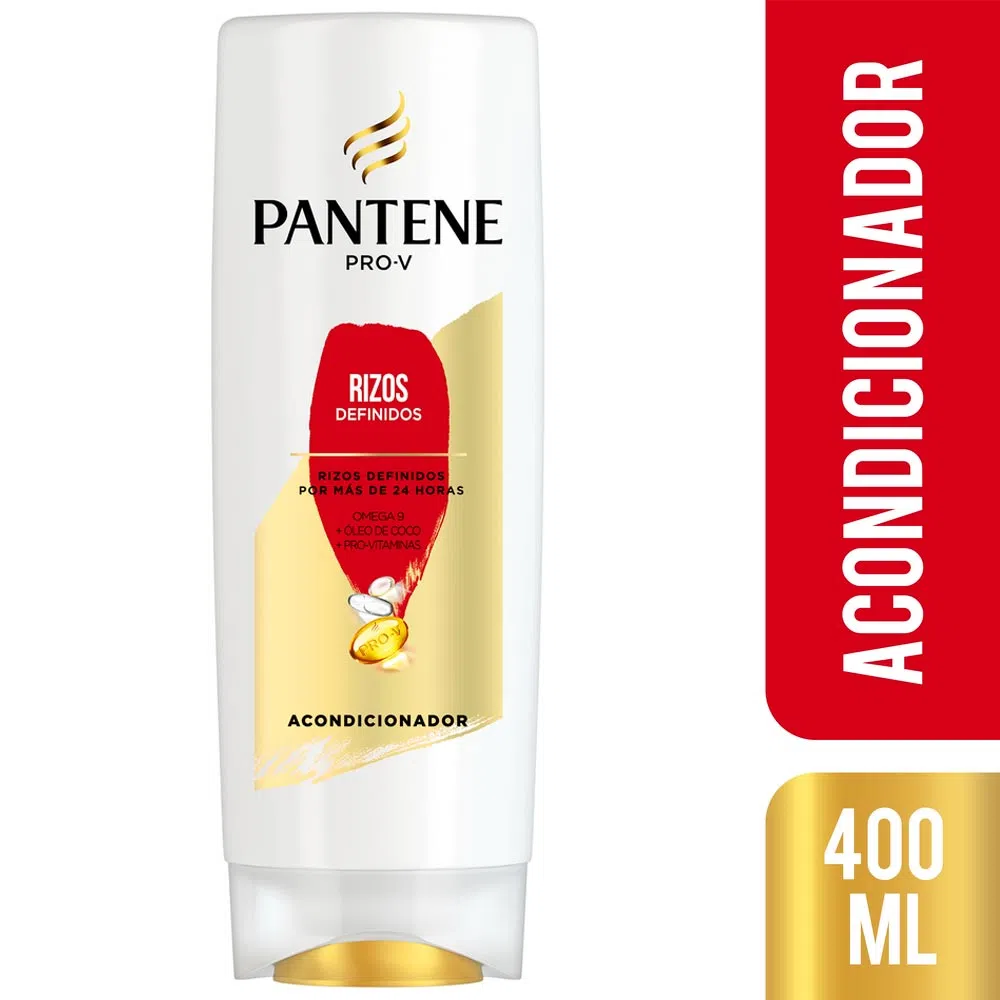 PANTENE
PRO-V
RIZOS
DEFINIDOS
RIZOS DEFINIDOS
POR MÁS DE 24 HORAS
OMEGA 9
+ ÓLEO DE COCO
+ PRO-VITAMINAS
PRO-V
ACONDICIONADOR
ACONDICIONADOR
400
ML